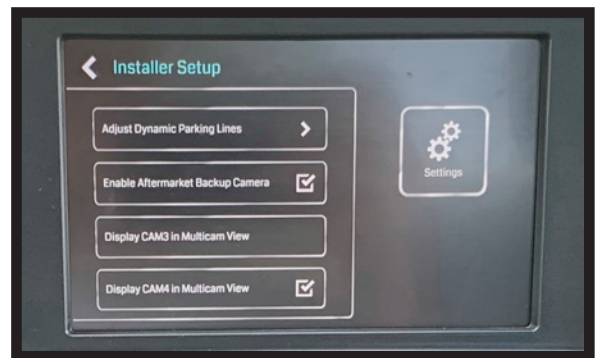 Installer Setup
Adjust Dynamic Parking Lines
Enable Aftermarket Backup Camera
Display CAM3 in Multicam View
Display CAM4 in Multicam View
Settings